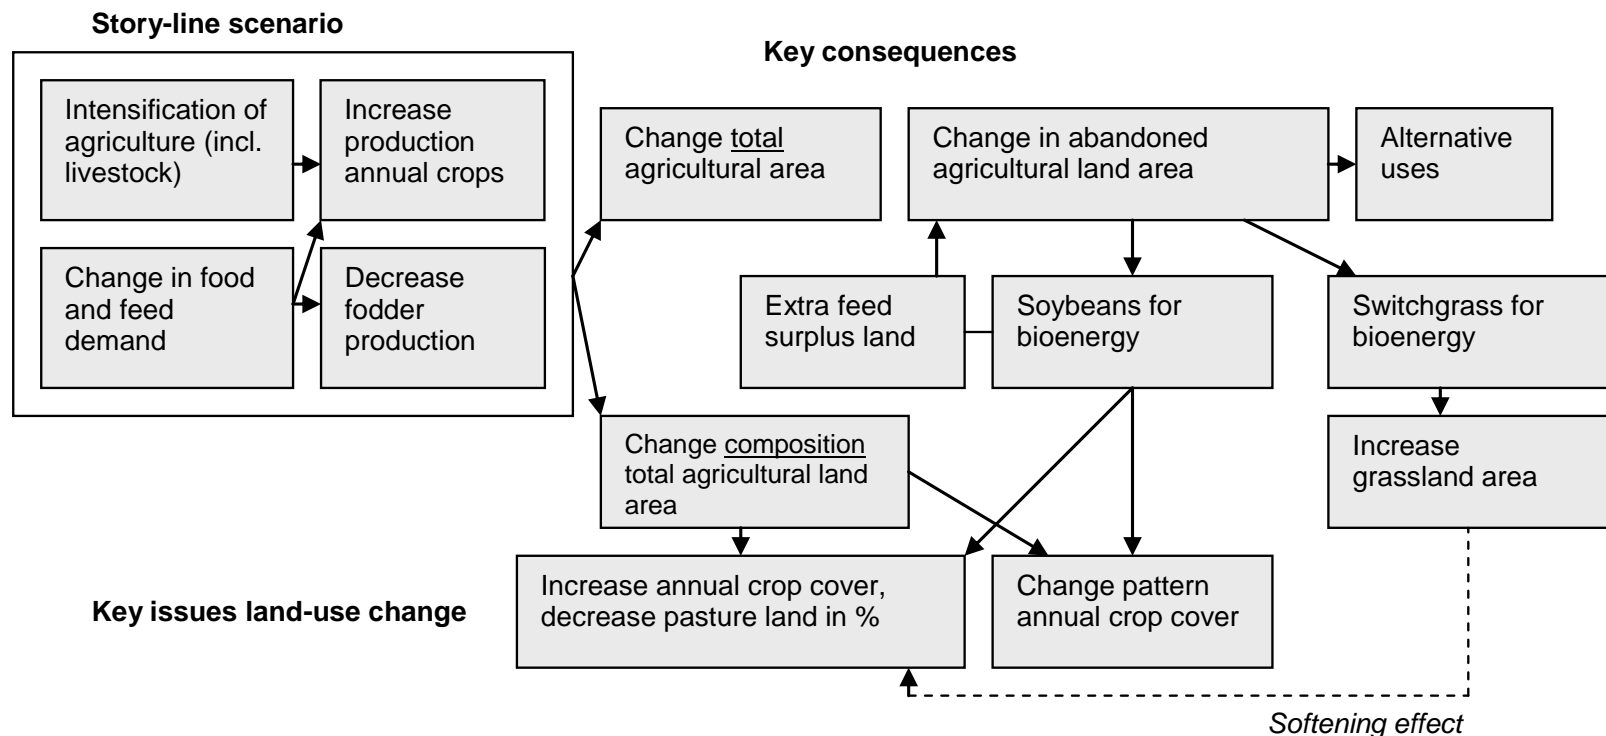 Story-line scenario
Key consequences
Intensification of
agriculture (incl.
livestock)
Increase
production
annual crops
Change total
agricultural area
Change in abandoned
agricultural land area
Alternative
uses
Change in food
and feed
demand
Decrease
fodder
production
Extra feed
surplus land
Soybeans for
bioenergy
Switchgrass for
bioenergy
Change composition
total agricultural land
area
Increase
grassland area
Key issues land-use change
Increase annual crop cover,
decrease pasture land in %
Change pattern
annual crop cover
Softening effect